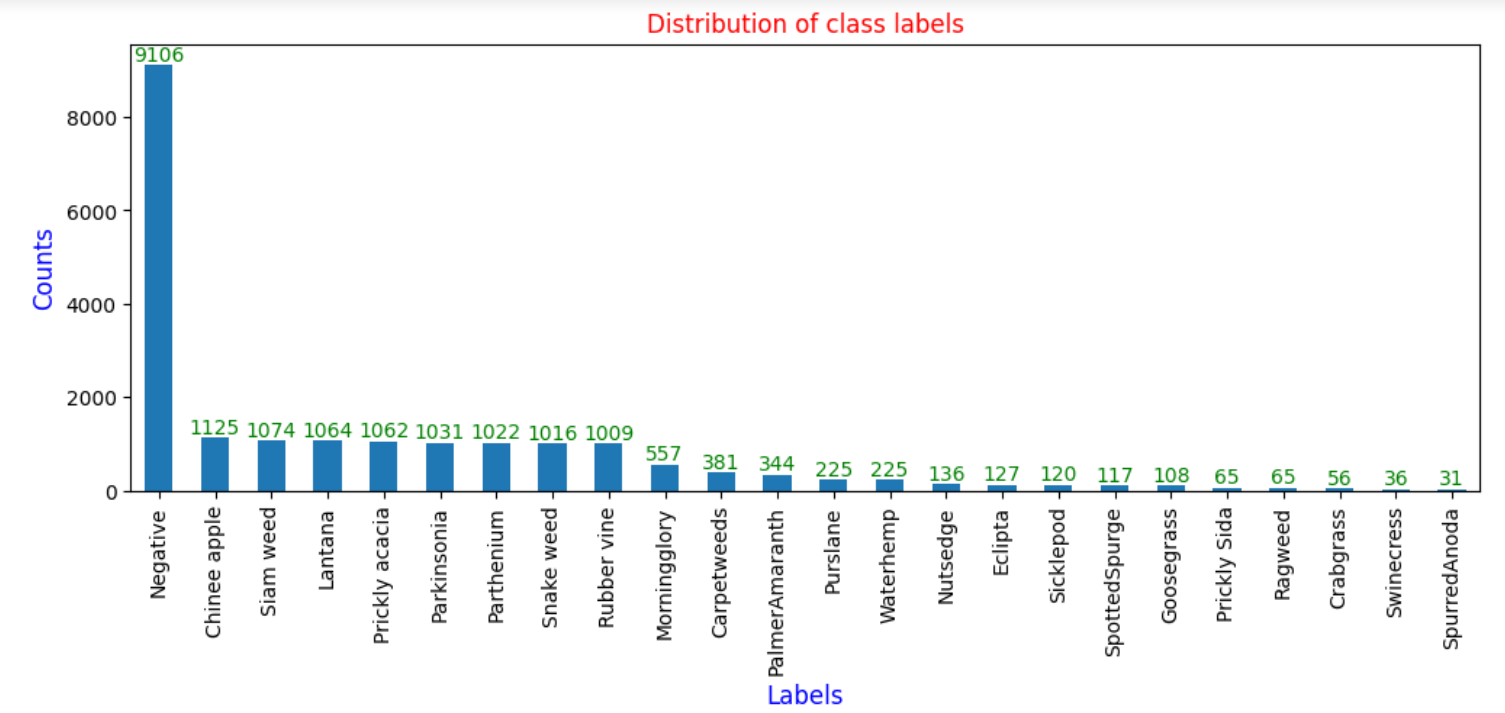 Distribution of class labels
9106
8000
6000
4000
2000
0
Counts
1125 1074 1064 1062 1031 1022 1016 1009 557 381 344 225 225 136 127 120 117 108 65 65 56 36 31
Negative
Chinee apple
Siam weed
Lantana
Prickly acacia
Parkinsonia
Parthenium
Snake weed
Rubber vine
Morningglory
Carpetweeds
PalmerAmaranth
Purslane
Waterhemp
Nutsedge
Eclipta
Sicklepod
SpottedSpurge
Goosegrass
Prickly Sida
Ragweed
Crabgrass
Swinecress
SpurredAnoda
Labels